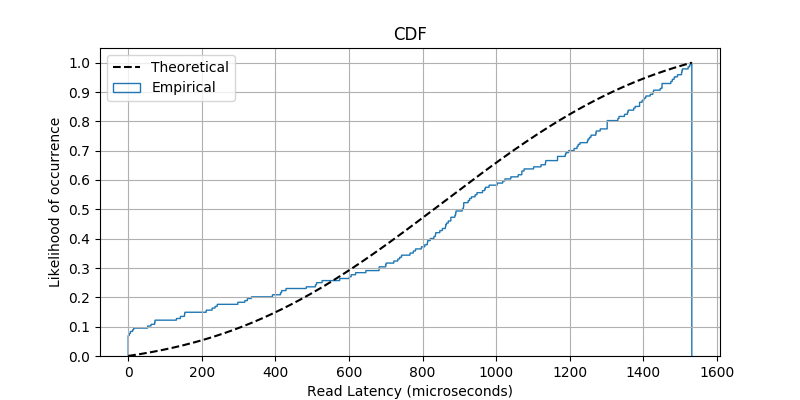 CDF
Theoretical
Empirical
Likelihood of occurrence
1.0
0.9
0.8
0.7
0.6
0.5
0.4
0.3
0.2
0.1
0.0
0 200 400 600 800 1000 1200 1400 1600
Read Latency (microseconds)